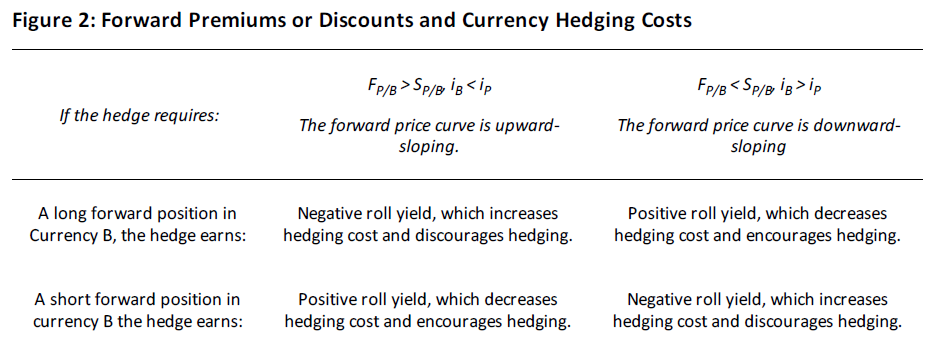 Figure 2: Forward Premiums or Discounts and Currency Hedging Costs
If the hedge requires:
F_P/B > S_P/B, i_B < i_P
The forward price curve is upward-
sloping.
F_P/B < S_P/B, i_B > i_P
The forward price curve is downward-
sloping
A long forward position in
Currency B, the hedge earns:
Negative roll yield, which increases
hedging cost and discourages hedging.
Positive roll yield, which decreases
hedging cost and encourages hedging.
A short forward position in
currency B the hedge earns:
Positive roll yield, which decreases
hedging cost and encourages hedging.
Negative roll yield, which increases
hedging cost and discourages hedging.